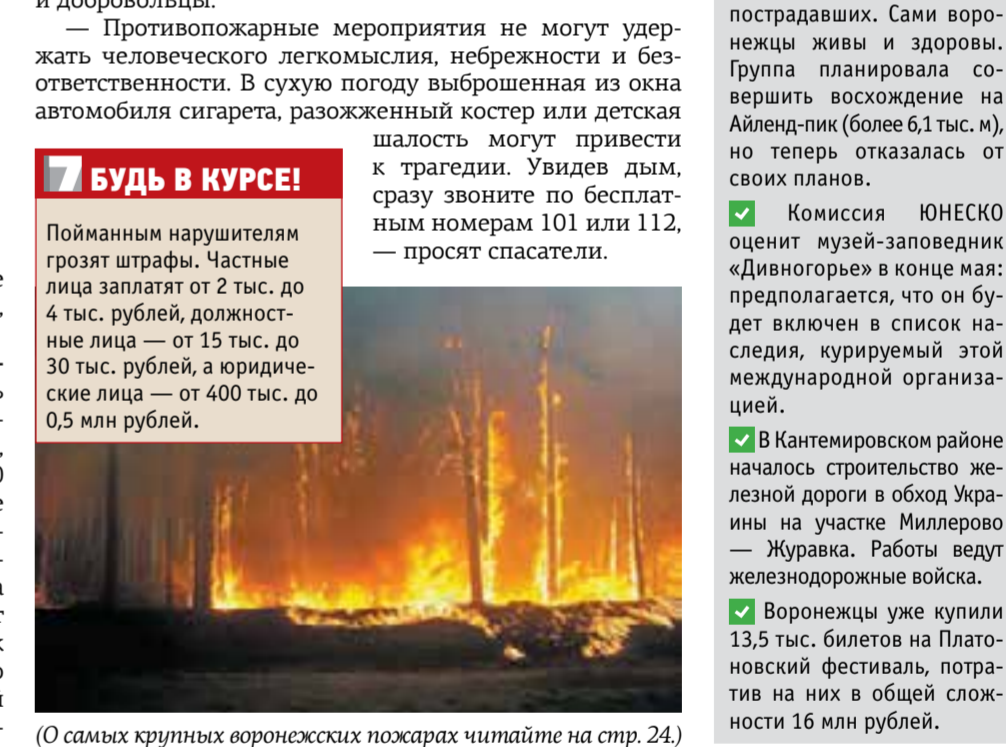 и добровольцы.
— Противопожарные мероприятия не могут удер-
жать человеческого легкомыслия, небрежности и без-
ответственности. В сухую погоду выброшенная из окна
автомобиля сигарета, разожженный костер или детская
шалость могут привести
к трагедии. Увидев дым,
сразу звоните по бесплат-
ным номерам 101 или 112,
— просят спасатели.
7 БУДЬ В КУРСЕ!
Пойманным нарушителям
грозят штрафы. Частные
лица заплатят от 2 тыс. до
4 тыс. рублей, должност-
ные лица — от 15 тыс. до
30 тыс. рублей, а юридиче-
ские лица — от 400 тыс. до
0,5 млн рублей.
(О самых крупных воронежских пожарах читайте на стр. 24.)
пострадавших. Сами воро-
нежцы живы и здоровы.
Группа планировала со-
вершить восхождение на
Айленд-пик (более 6,1 тыс. м),
но теперь отказалась от
своих планов.
Комиссия ЮНЕСКО
оценит музей-заповедник
«Дивногорье» в конце мая:
предполагается, что он бу-
дет включен в список на-
следия, курируемый этой
международной организа-
цией.
В Кантемировском районе
началось строительство же-
лезной дороги в обход Укра-
ины на участке Миллерово
— Журавка. Работы ведут
железнодорожные войска.
Воронежцы уже купили
13,5 тыс. билетов на Плато-
новский фестиваль, потра-
тив на них в общей слож-
ности 16 млн рублей.